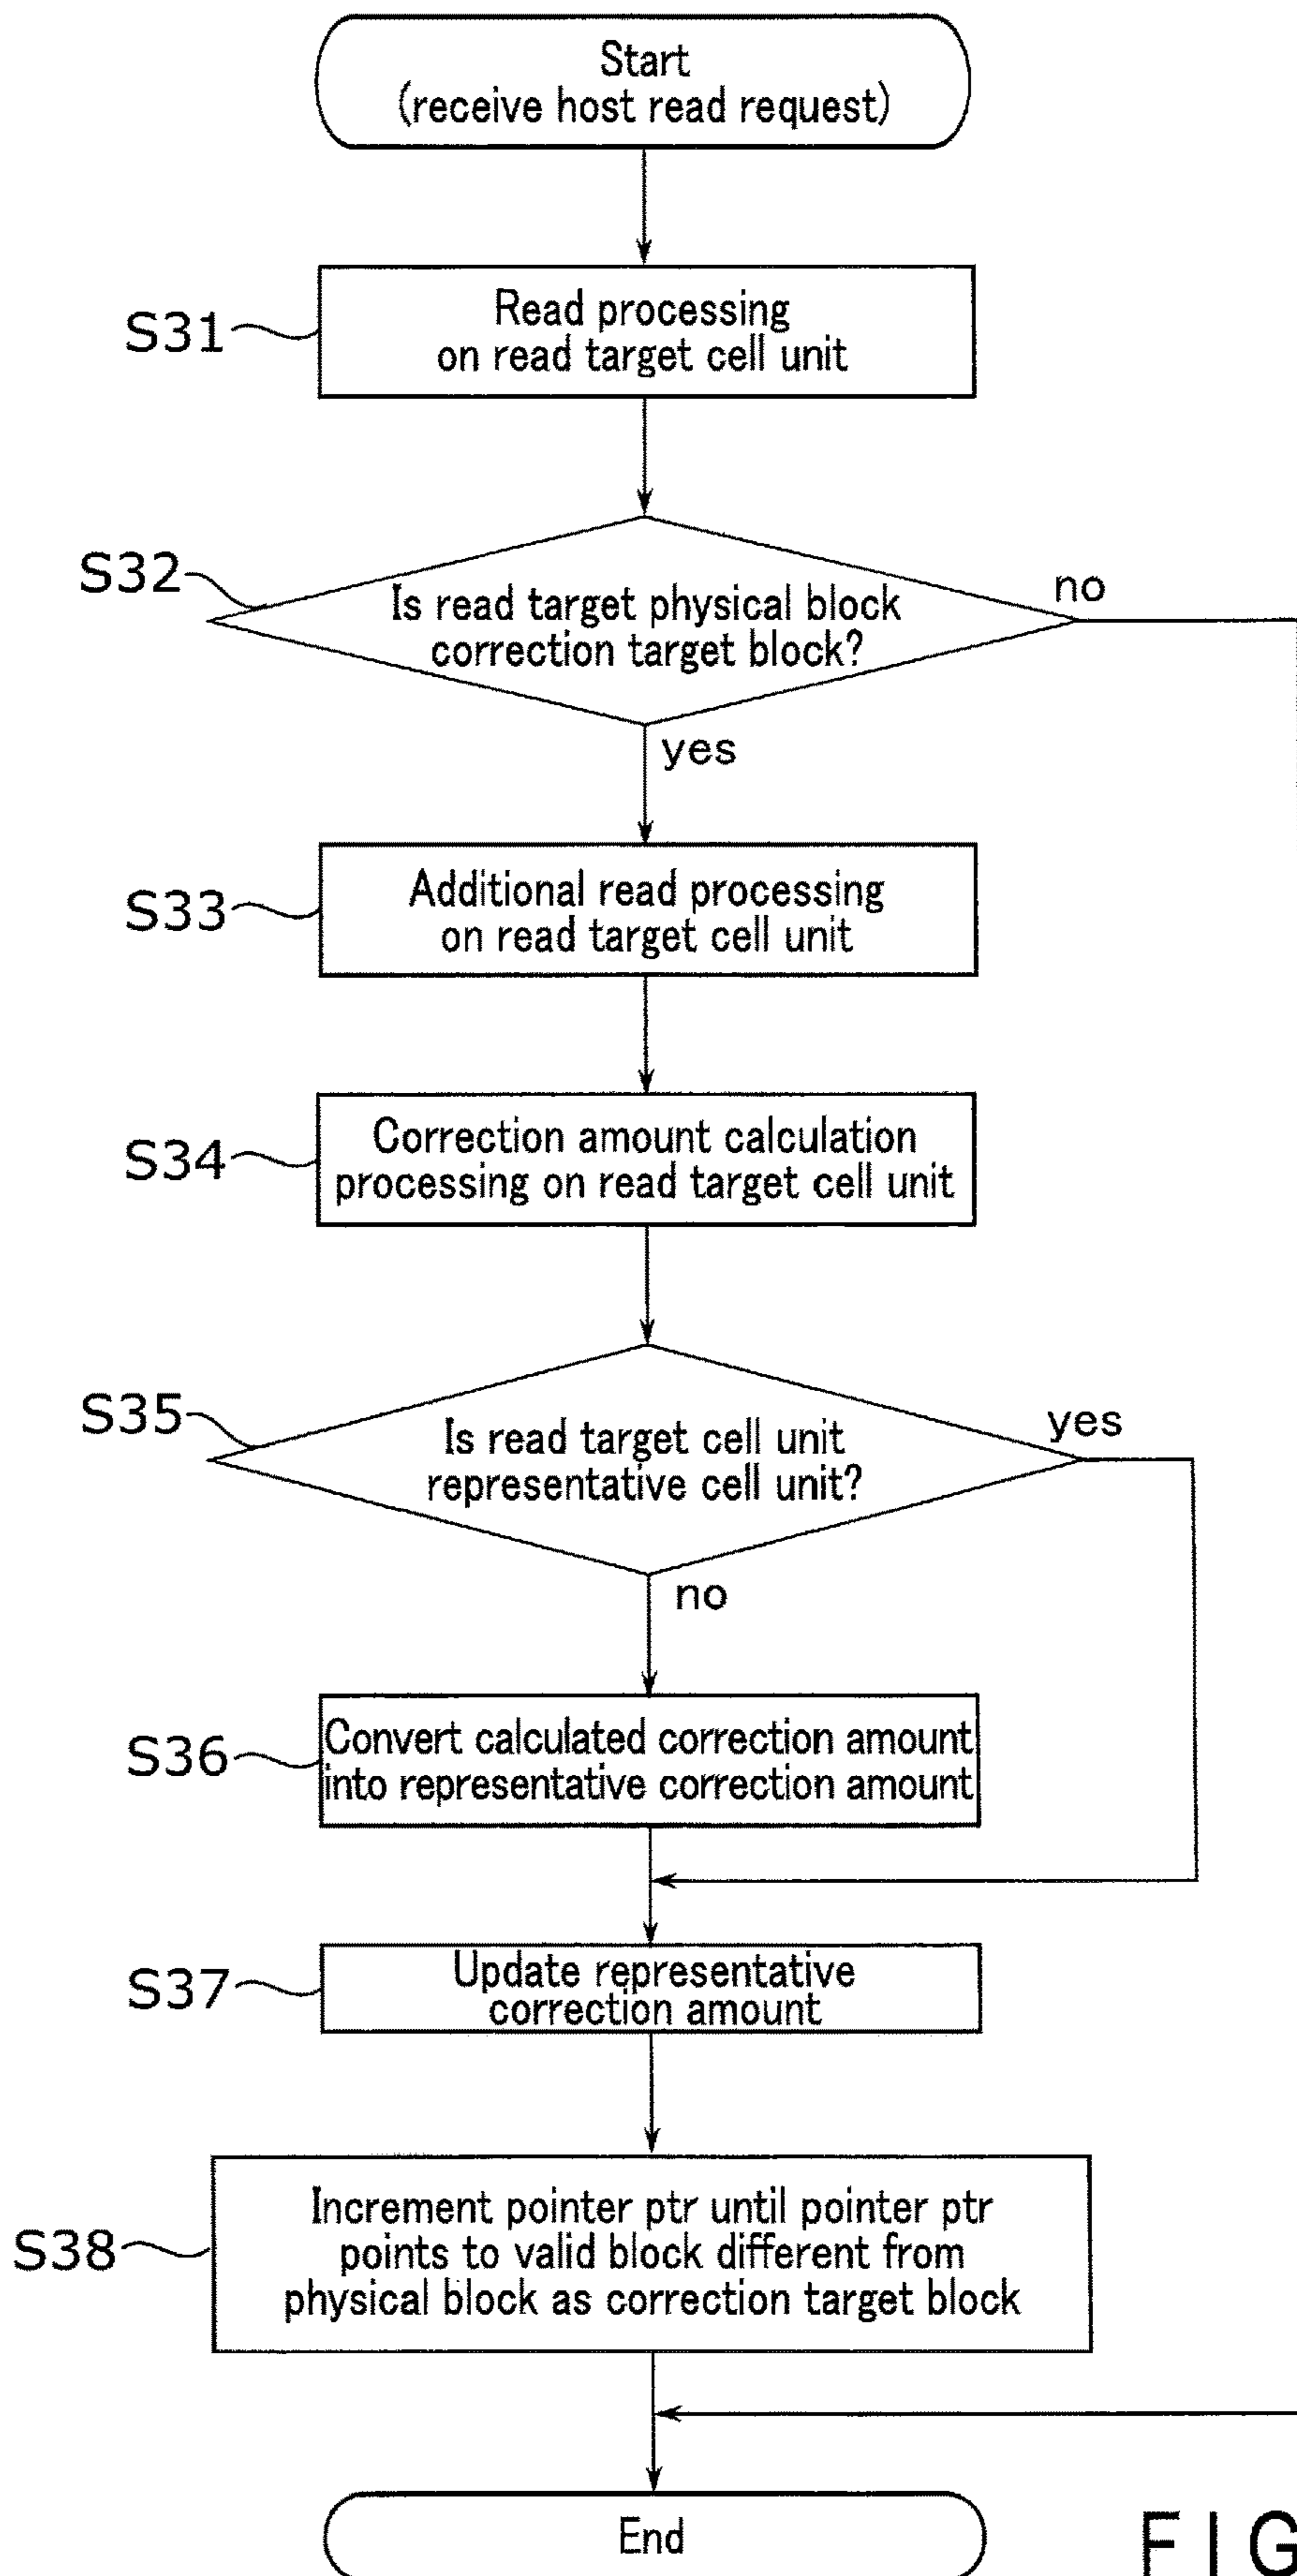 Start
(receive host read request)
S31
Read processing
on read target cell unit
S32
Is read target physical block
correction target block?
no
yes
S33
Additional read processing
on read target cell unit
S34
Correction amount calculation
processing on read target cell unit
S35
Is read target cell unit
representative cell unit?
yes
no
S36
Convert calculated correction amount
into representative correction amount
S37
Update representative
correction amount
S38
Increment pointer ptr until pointer ptr
points to valid block different from
physical block as correction target block
End
FIG